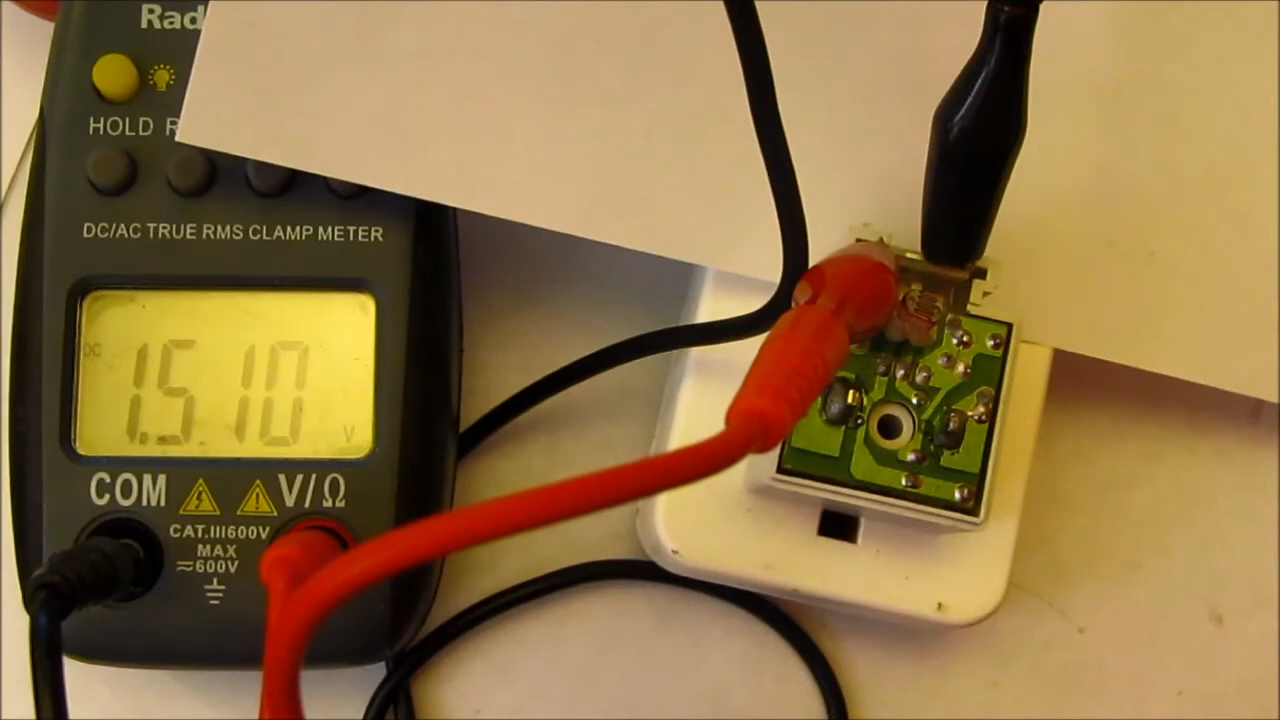 Rad
HOLD R
DC/AC TRUE RMS CLAMP METER
DC
1.510
V
COM V/Ω
CAT.III600V
MAX
≂600V